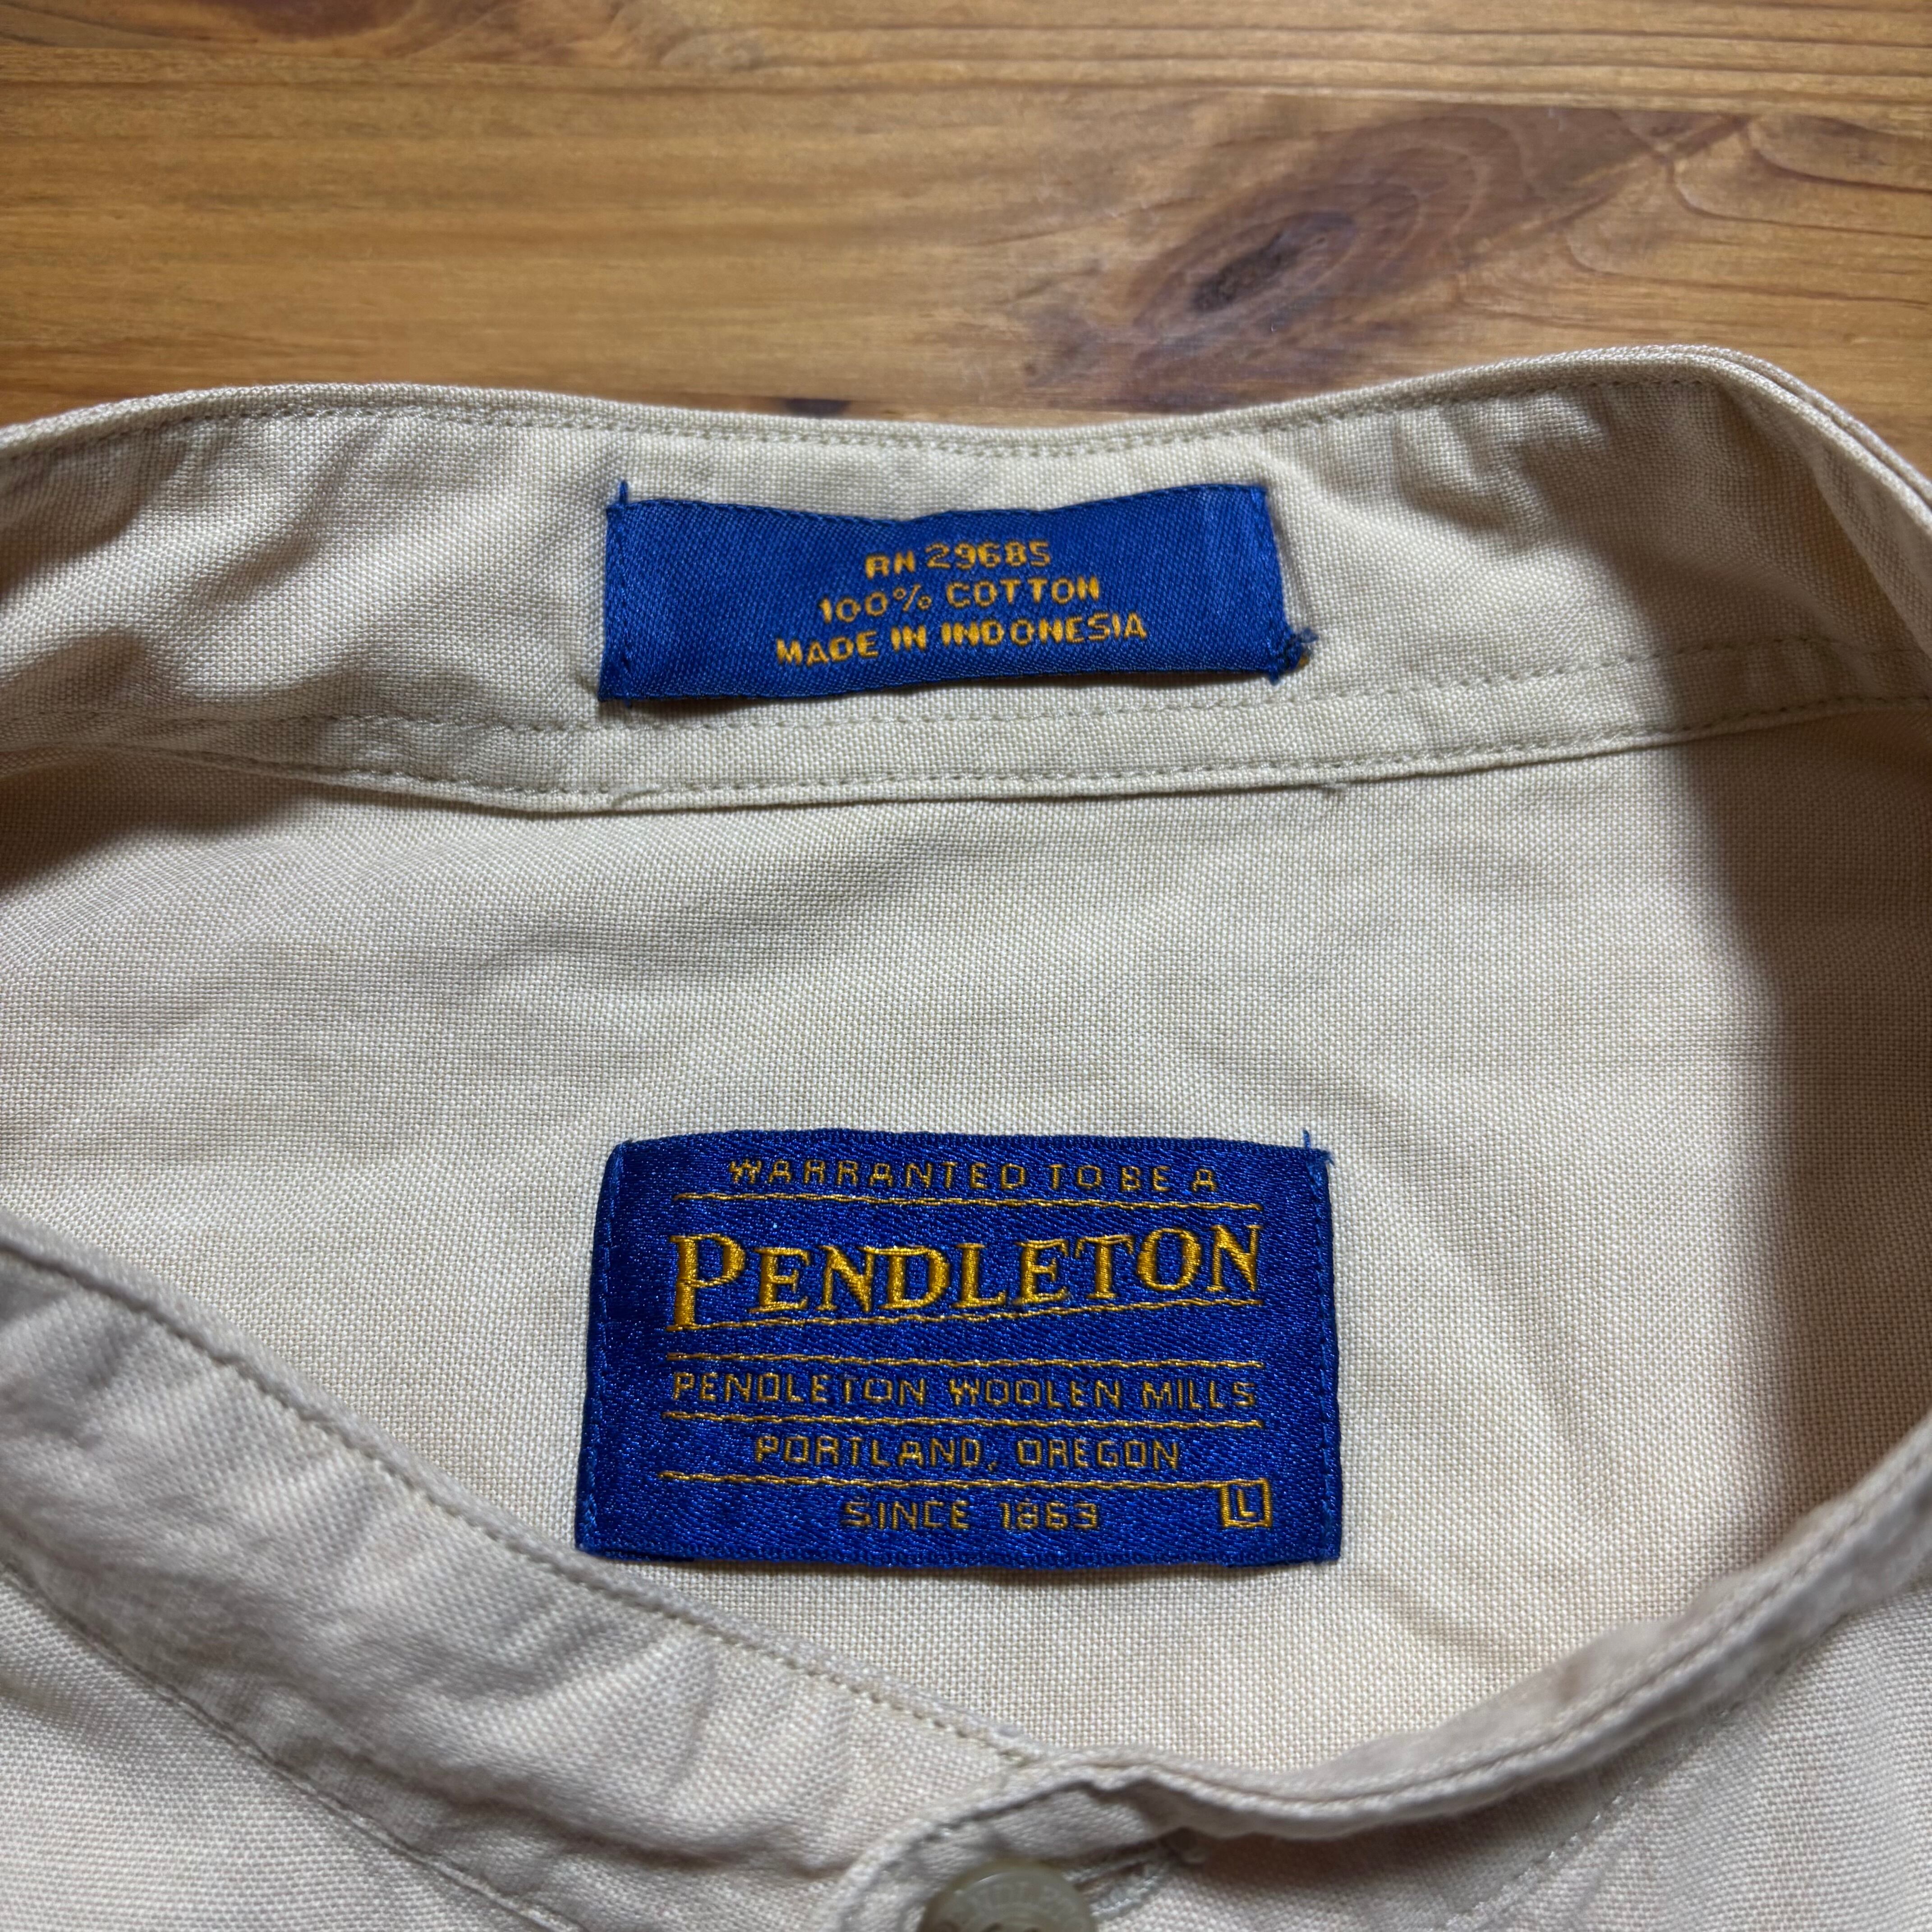 RN 29685
100% COTTON
MADE IN INDONESIA
WARRANTED TO BE A
PENDLETON
PENDLETON WOOLEN MILLS
PORTLAND, OREGON
SINCE 1863
L